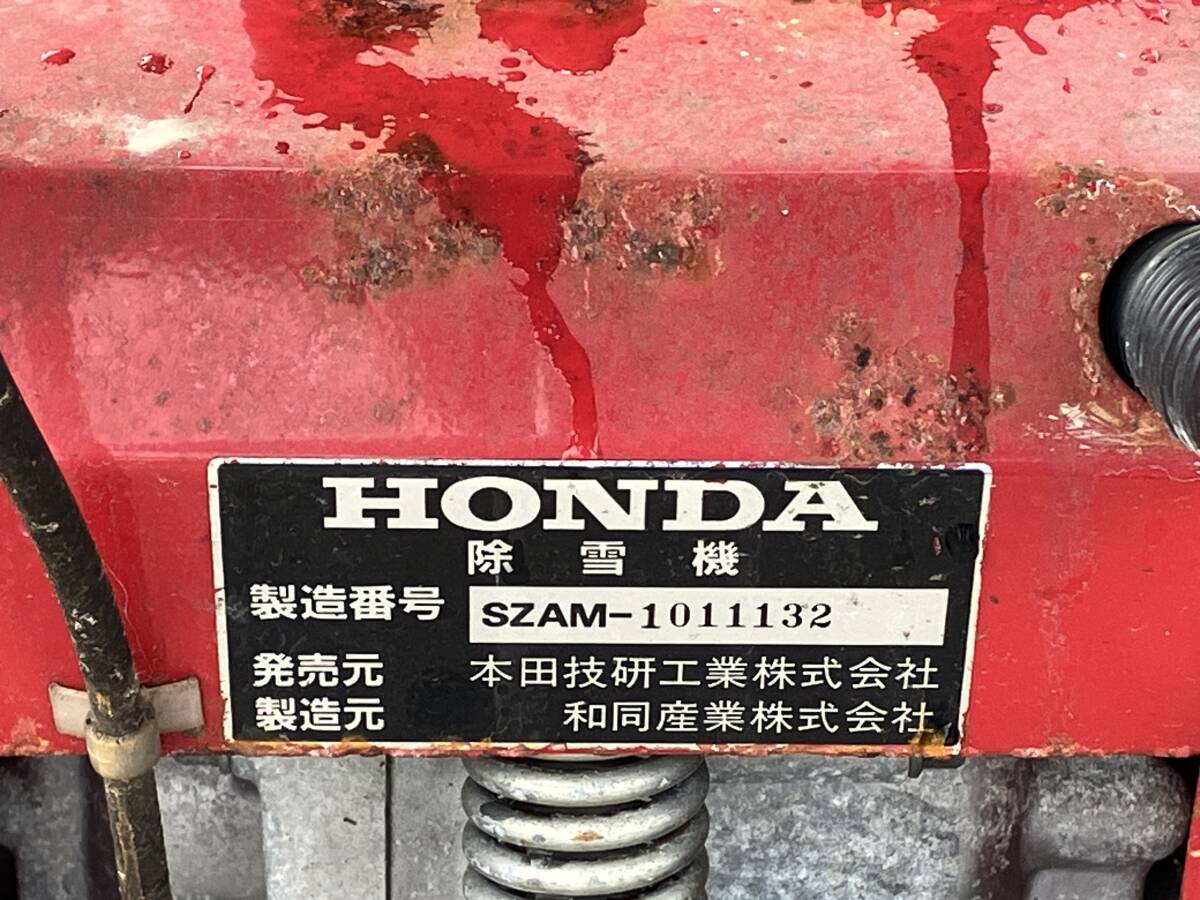 HONDA
除雪機
製造番号 SZAM-1011132
発売元 本田技研工業株式会社
製造元 和同産業株式会社